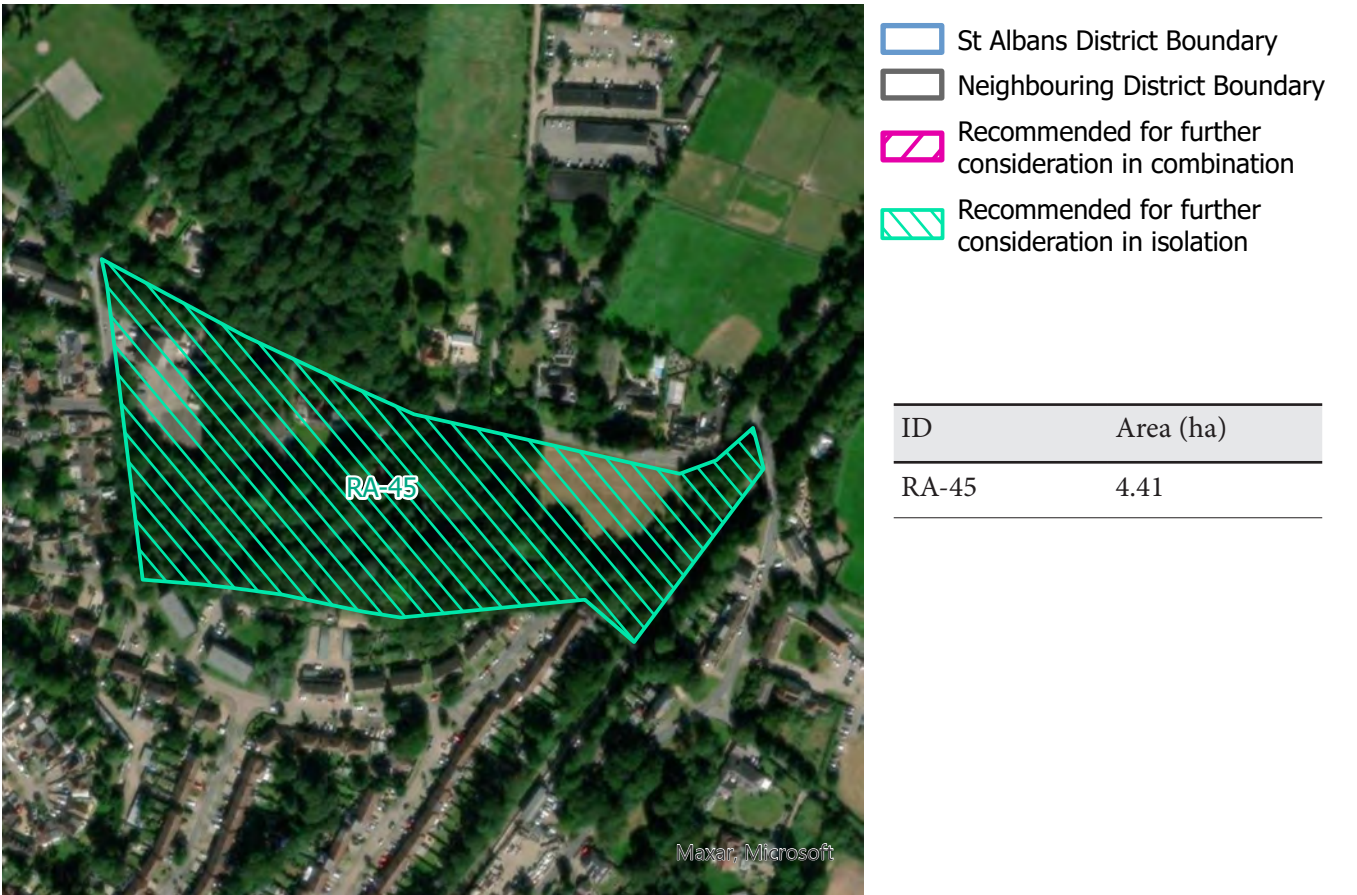 St Albans District Boundary
Neighbouring District Boundary
Recommended for further
consideration in combination
Recommended for further
consideration in isolation
ID Area (ha)
RA-45 4.41
RA-45
Maxar, Microsoft